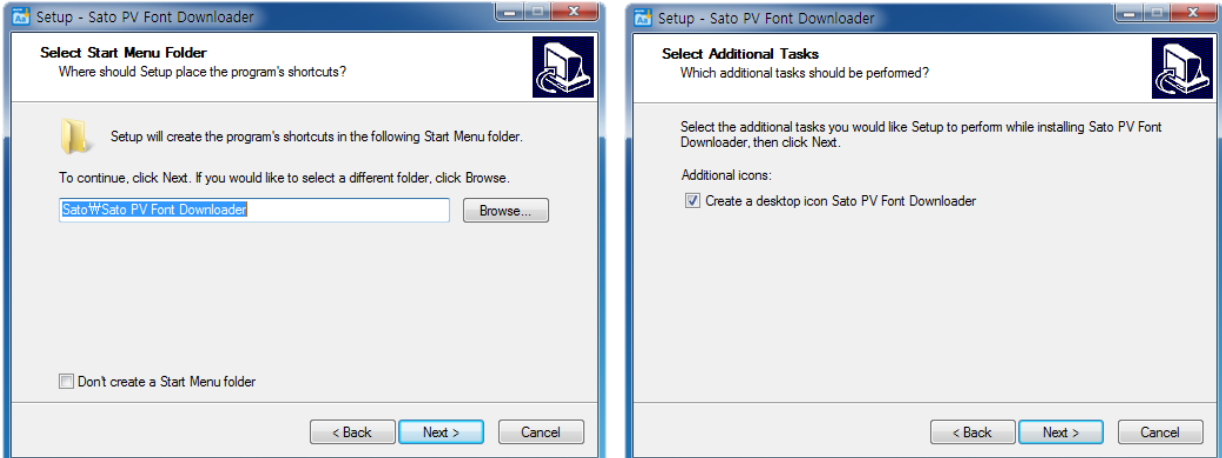 Setup - Sato PV Font Downloader
Select Start Menu Folder
Where should Setup place the program's shortcuts?
Setup will create the program's shortcuts in the following Start Menu folder.
To continue, click Next. If you would like to select a different folder, click Browse.
Sato₩Sato PV Font Downloader
Browse...
Don't create a Start Menu folder
< Back
Next >
Cancel
Setup - Sato PV Font Downloader
Select Additional Tasks
Which additional tasks should be performed?
Select the additional tasks you would like Setup to perform while installing Sato PV Font
Downloader, then click Next.
Additional icons:
Create a desktop icon Sato PV Font Downloader
< Back
Next >
Cancel